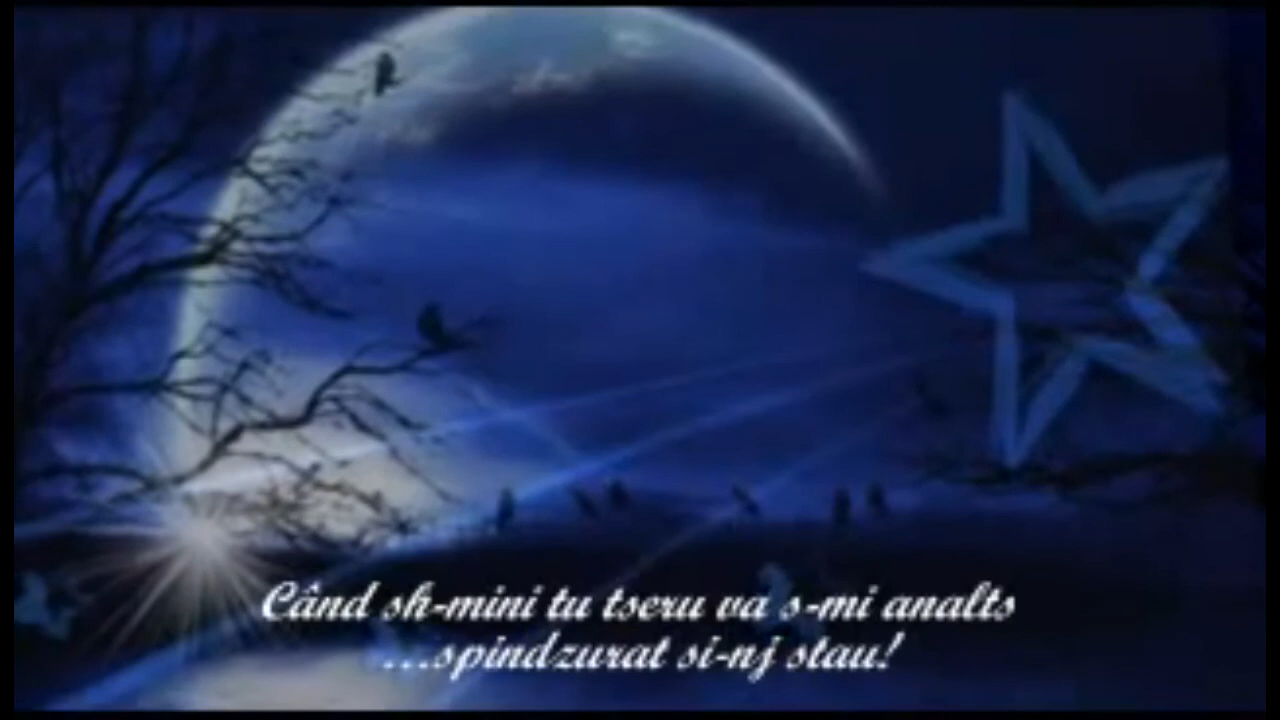 Când sh-mini tu tseru va s-mi analts
...spindzurat si-nj stau!